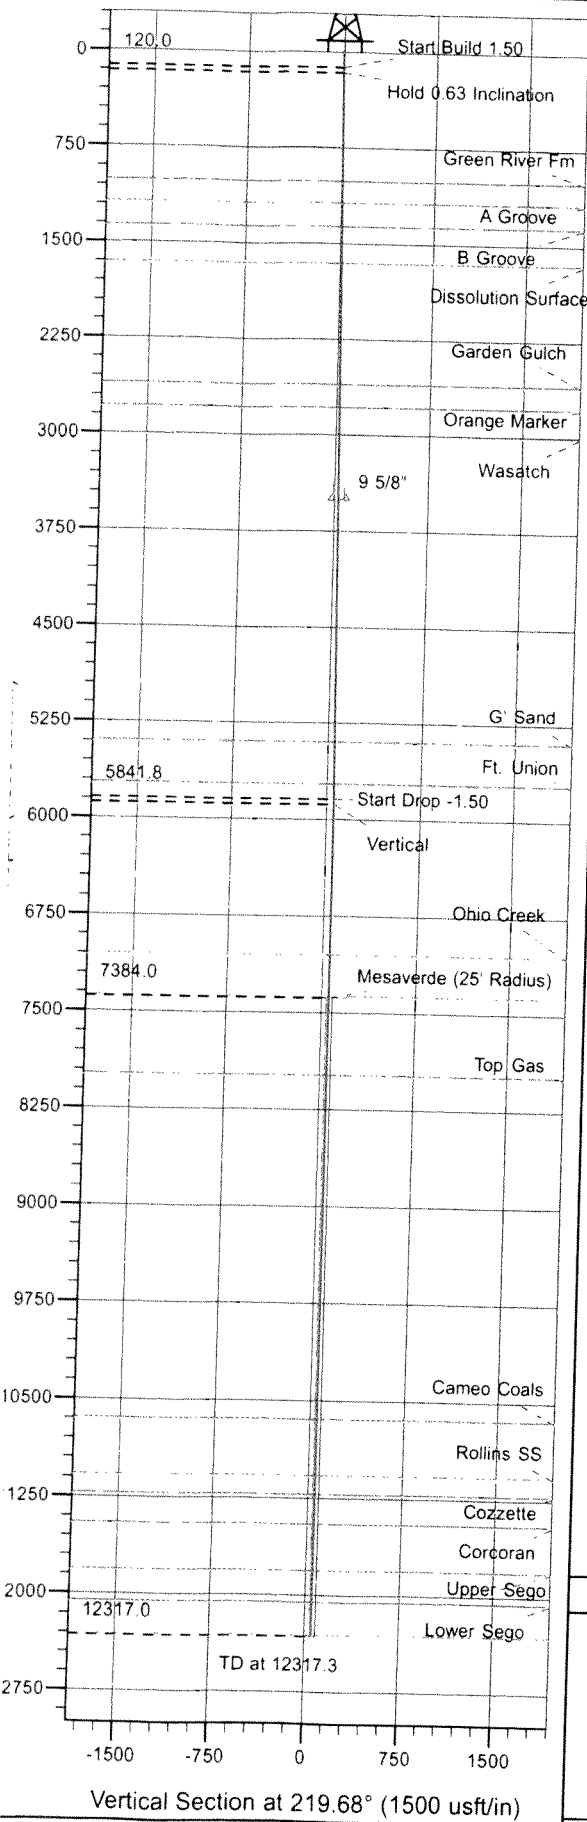 0
120.0
Start Build 1.50
Hold 0.63 Inclination
750
Green River Fm
A Groove
1500
B Groove
Dissolution Surface
2250
Garden Gulch
Orange Marker
3000
Wasatch
9 5/8"
3750
4500
5250
G' Sand
Ft. Union
5841.8
Start Drop -1.50
6000
Vertical
6750
Ohio Creek
7384.0
Mesaverde (25' Radius)
7500
Top Gas
8250
9000
9750
Cameo Coals
10500
Rollins SS
1250
Cozzette
Corcoran
2000
Upper Sego
12317.0
Lower Sego
TD at 12317.3
2750
-1500 -750 0 750 1500
Vertical Section at 219.68° (1500 usft/in)